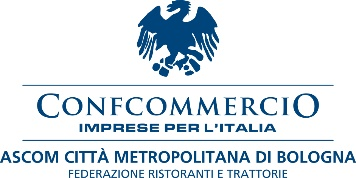 CONFCOMMERCIO
IMPRESE PER L'ITALIA
ASCOM CITTÀ METROPOLITANA DI BOLOGNA
FEDERAZIONE RISTORANTI E TRATTORIE